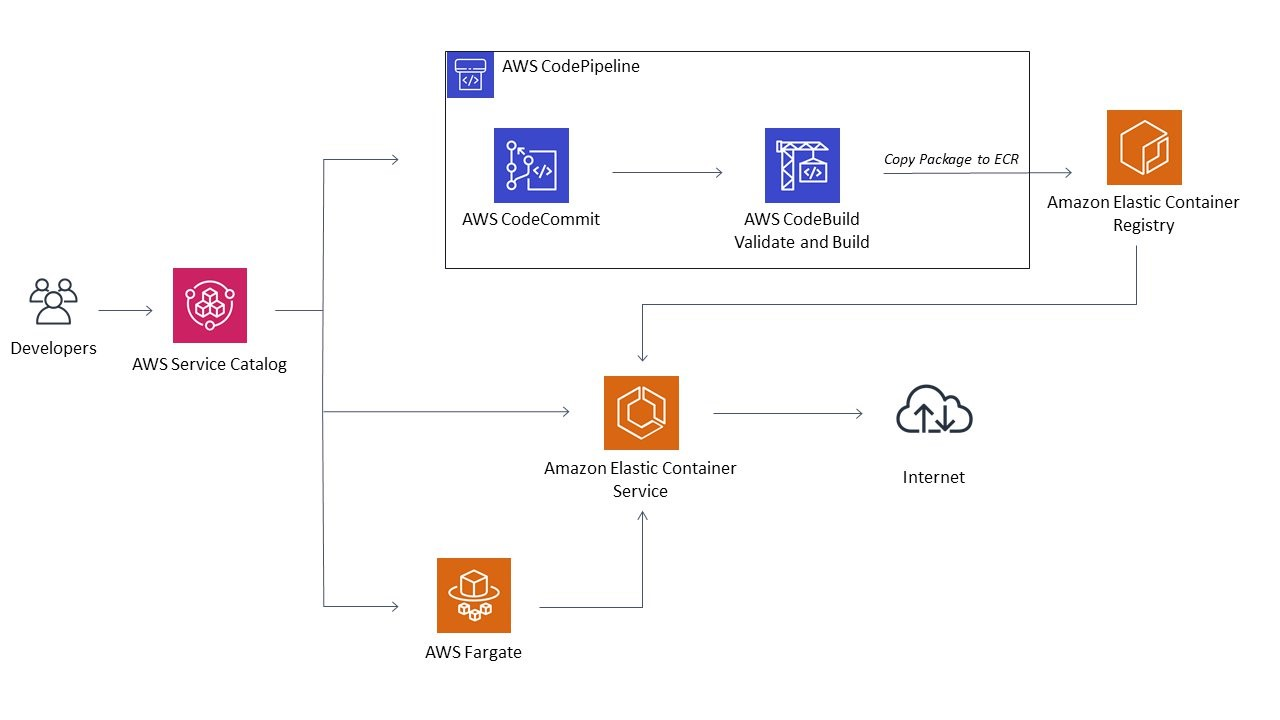 AWS CodePipeline
Copy Package to ECR
AWS CodeCommit
AWS CodeBuild
Validate and Build
Amazon Elastic Container
Registry
Developers
AWS Service Catalog
Amazon Elastic Container
Service
Internet
AWS Fargate